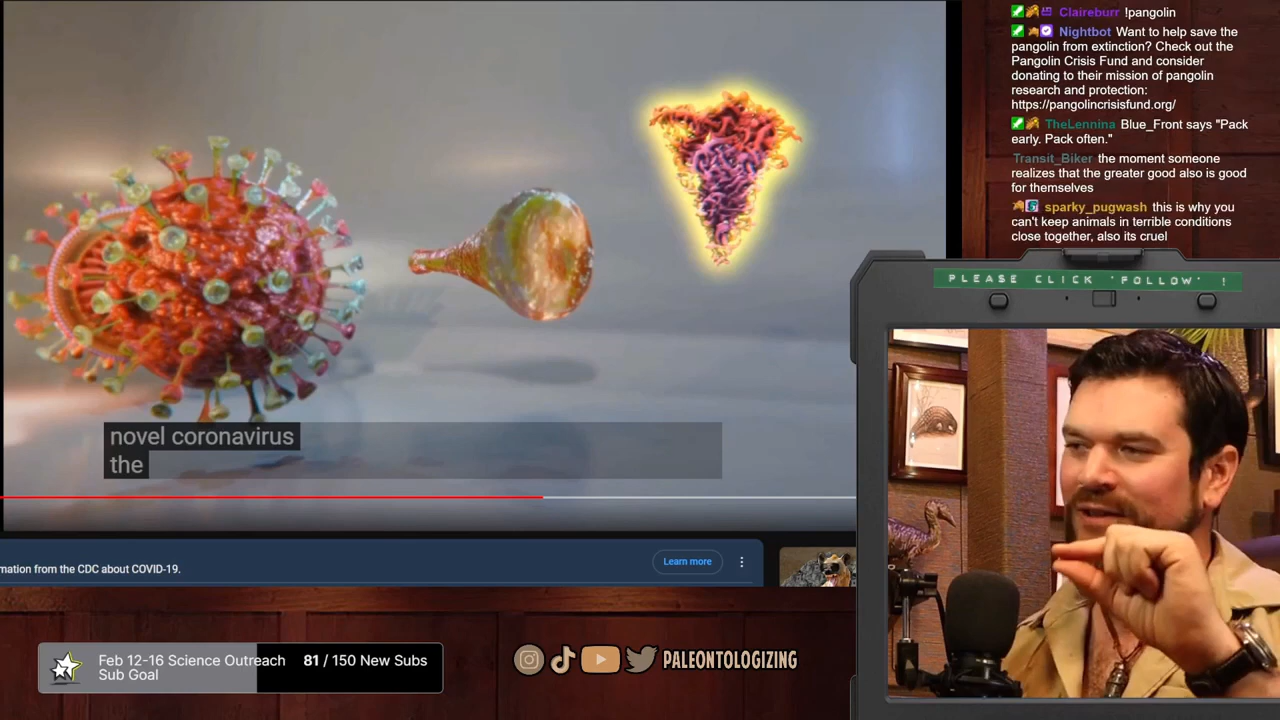 Claireburr !pangolin
Nightbot Want to help save the
pangolin from extinction? Check out the
Pangolin Crisis Fund and consider
donating to their mission of pangolin
research and protection:
https://pangolincrisisfund.org/
TheLennina Blue_Front says "Pack
early. Pack often."
Transit_Biker the moment someone
realizes that the greater good also is good
for themselves
sparky_pugwash this is why you
can't keep animals in terrible conditions
close together, also its cruel
PLEASE CLICK 'FOLLOW' !
novel coronavirus
the
mation from the CDC about COVID-19.
Learn more
Feb 12-16 Science Outreach
Sub Goal
81 / 150 New Subs
PALEONTOLOGIZING